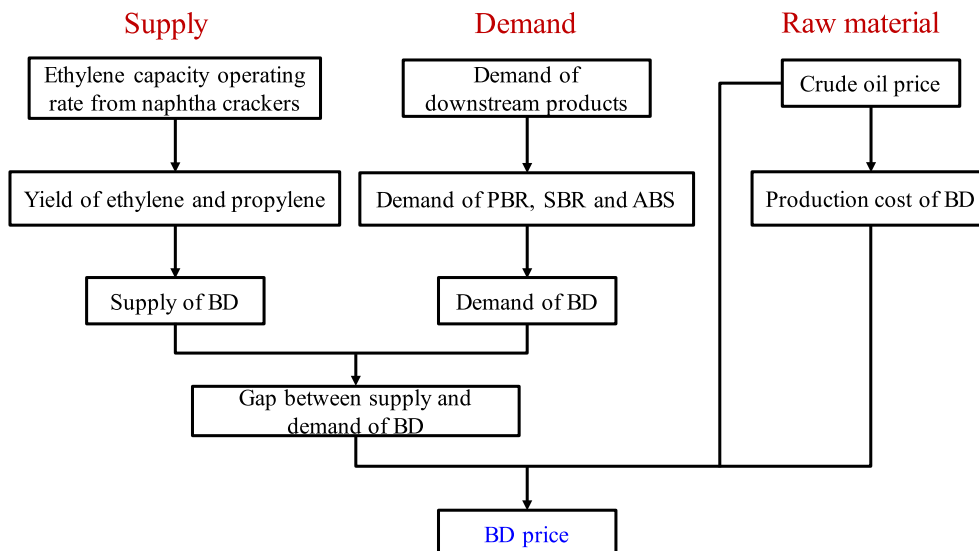 Supply
Demand
Raw material
Ethylene capacity operating
rate from naphtha crackers
Demand of
downstream products
Crude oil price
Yield of ethylene and propylene
Demand of PBR, SBR and ABS
Production cost of BD
Supply of BD
Demand of BD
Gap between supply and
demand of BD
BD price